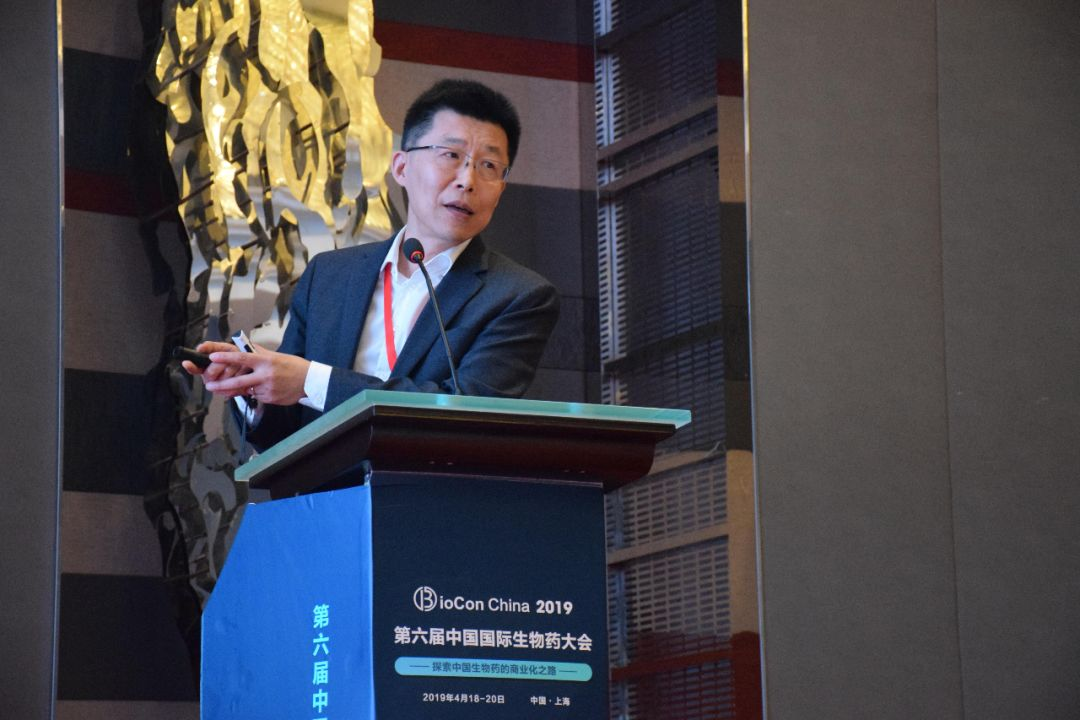 BioCon China 2019
第六届中国国际生物药大会
探索中国生物药的商业化之路
2019年4月18-20日 中国·上海
第六届中